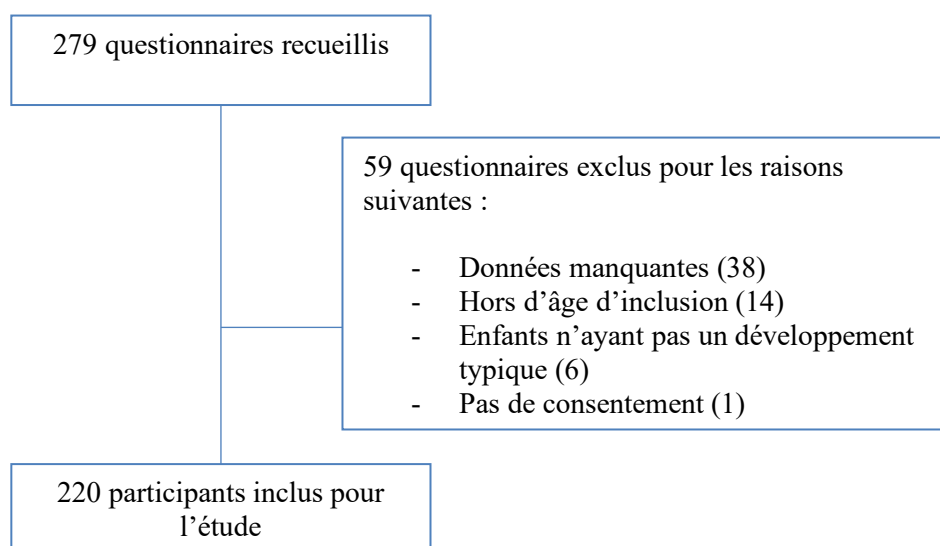 279 questionnaires recueillis
59 questionnaires exclus pour les raisons
suivantes :
- Données manquantes (38)
- Hors d’âge d’inclusion (14)
- Enfants n’ayant pas un développement
typique (6)
- Pas de consentement (1)
220 participants inclus pour
l’étude